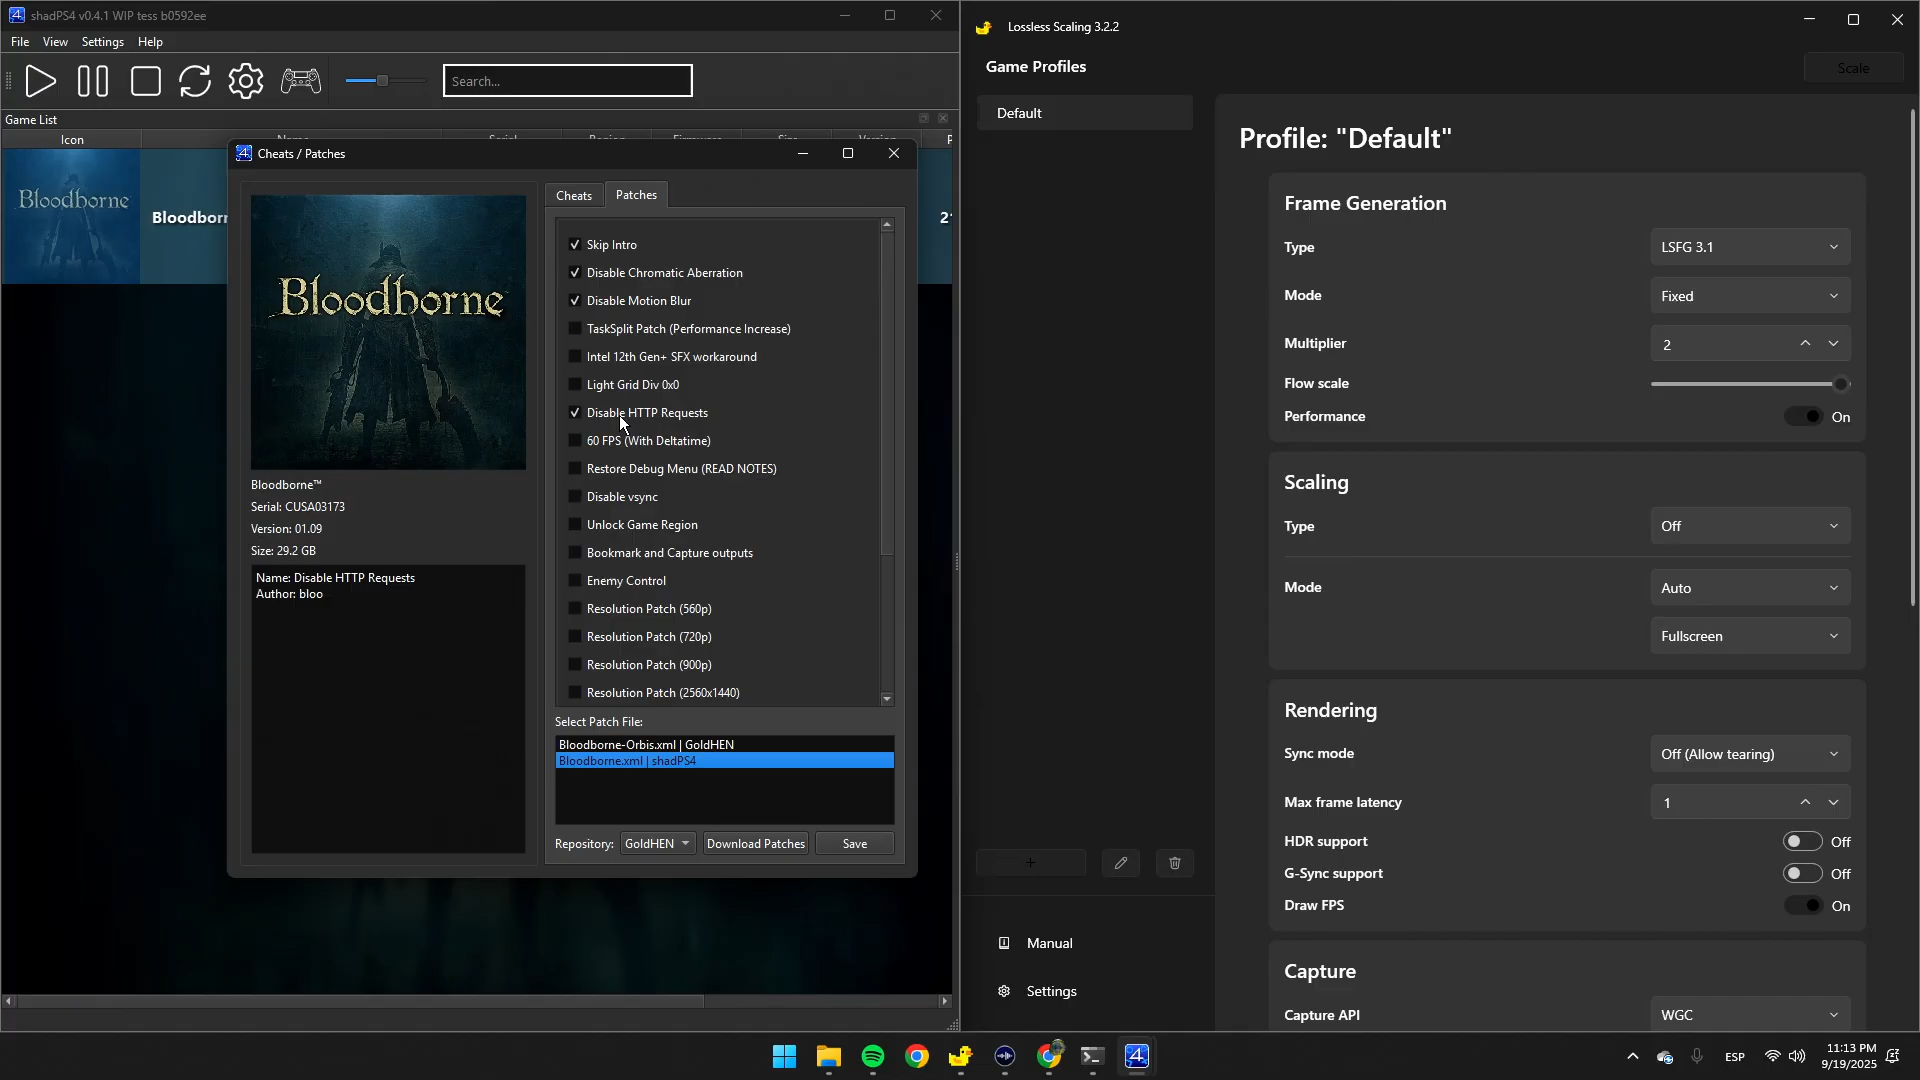 shadPS4 v0.4.1 WIP tess b0592ee
File View Settings Help
Search...
Game List
Icon
Bloodborne
Bloodborn
Cheats / Patches
Bloodborne
Bloodborne™
Serial: CUSA03173
Version: 01.09
Size: 29.2 GB
Name: Disable HTTP Requests
Author: bloo
Cheats Patches
Skip Intro
Disable Chromatic Aberration
Disable Motion Blur
TaskSplit Patch (Performance Increase)
Intel 12th Gen+ SFX workaround
Light Grid Div 0x0
Disable HTTP Requests
60 FPS (With Deltatime)
Restore Debug Menu (READ NOTES)
Disable vsync
Unlock Game Region
Bookmark and Capture outputs
Enemy Control
Resolution Patch (560p)
Resolution Patch (720p)
Resolution Patch (900p)
Resolution Patch (2560x1440)
Select Patch File:
Bloodborne-Orbis.xml | GoldHEN
Bloodborne.xml | shadPS4
Repository: GoldHEN Download Patches Save
Lossless Scaling 3.2.2
Game Profiles
Scale
Default
Manual
Settings
Profile: "Default"
Frame Generation
Type LSFG 3.1
Mode Fixed
Multiplier 2
Flow scale
Performance On
Scaling
Type Off
Mode Auto
Fullscreen
Rendering
Sync mode Off (Allow tearing)
Max frame latency 1
HDR support Off
G-Sync support Off
Draw FPS On
Capture
Capture API WGC
ESP
11:13 PM
9/19/2025